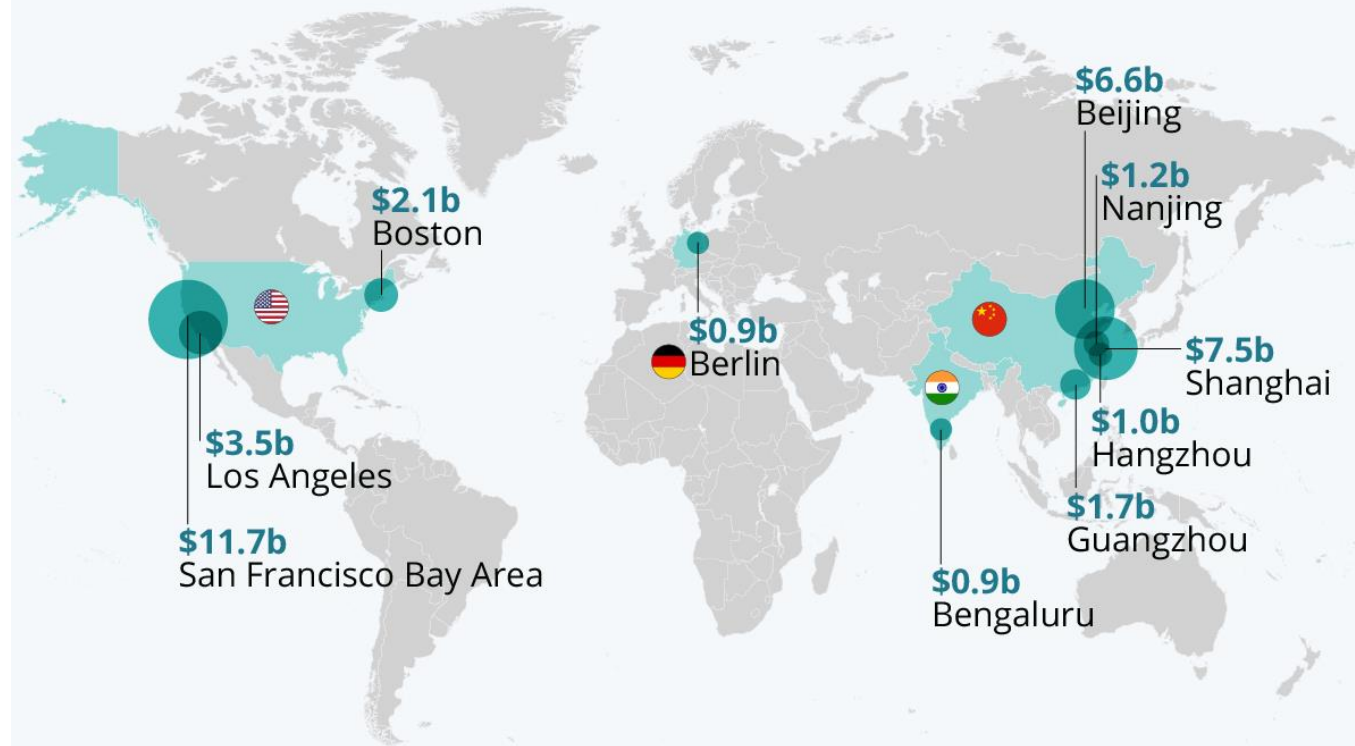 $6.6b
Beijing
$1.2b
Nanjing
$2.1b
Boston
$0.9b
Berlin
$7.5b
Shanghai
$3.5b
Los Angeles
$1.0b
Hangzhou
$1.7b
Guangzhou
$11.7b
San Francisco Bay Area
$0.9b
Bengaluru